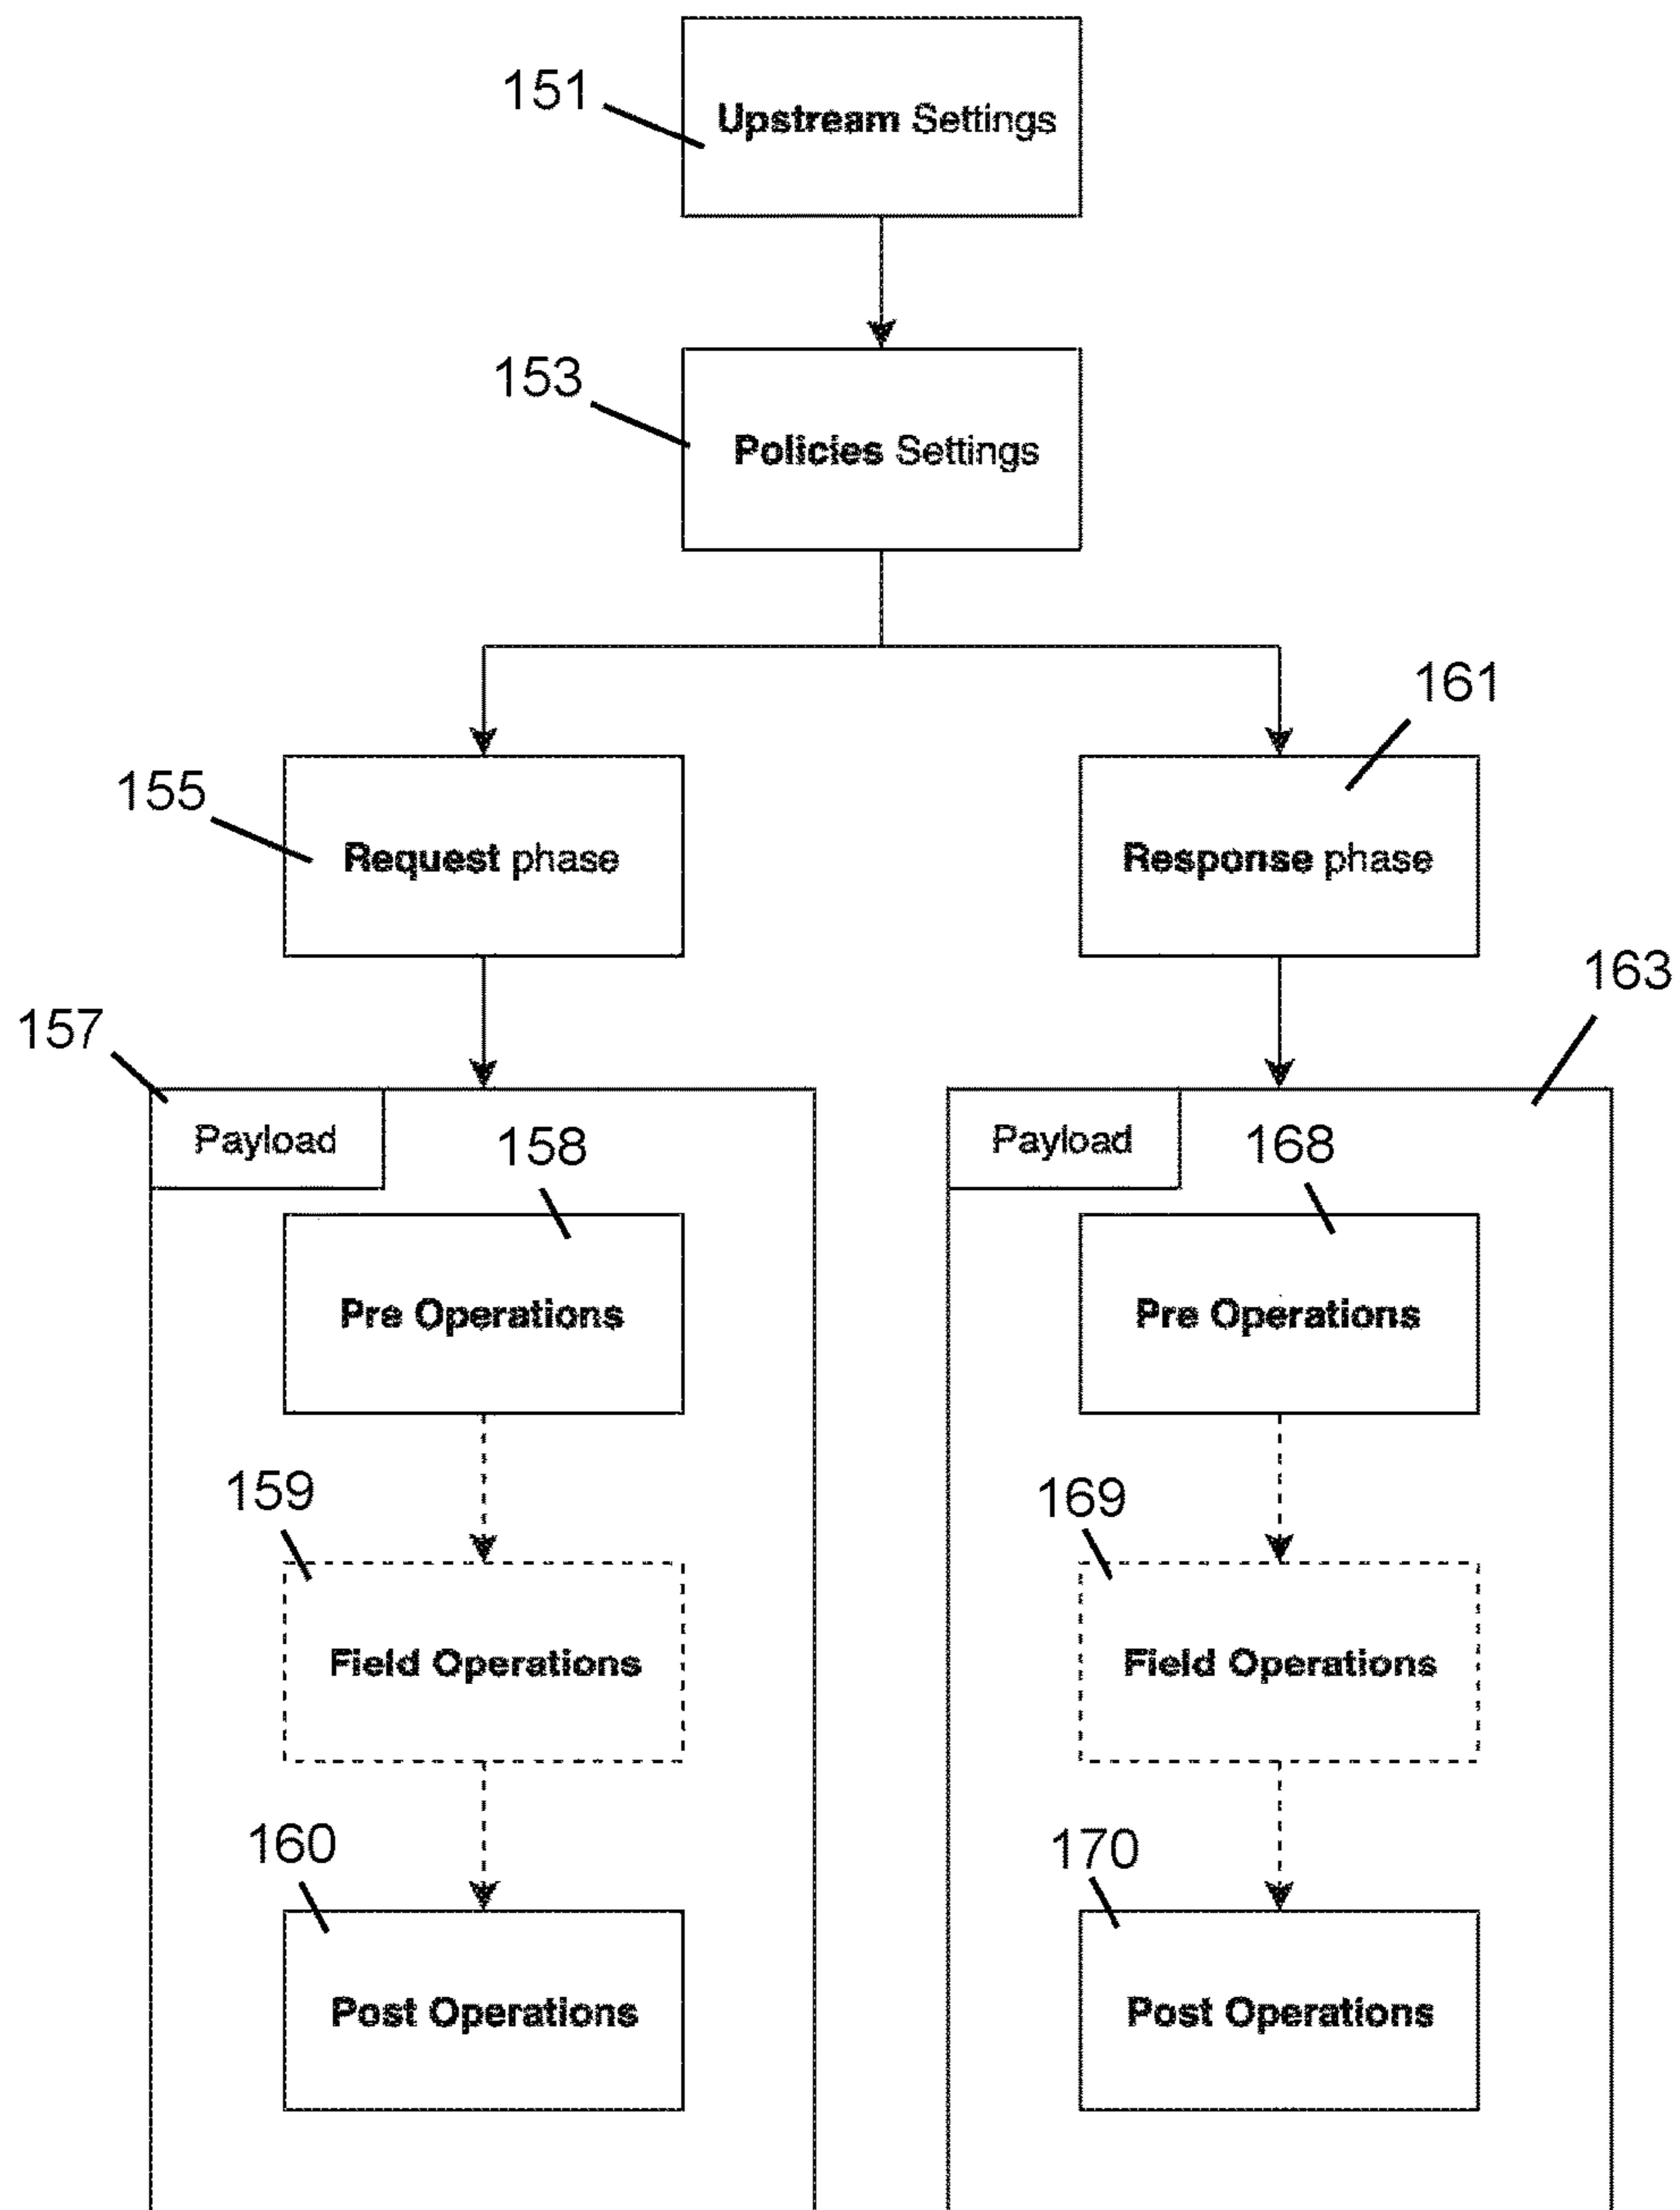 151
Upstream Settings
153
Policies Settings
161
155
Request phase
Response phase
163
157
Payload
158
Payload
168
Pre Operations
Pre Operations
159
169
Field Operations
Field Operations
160
170
Post Operations
Post Operations